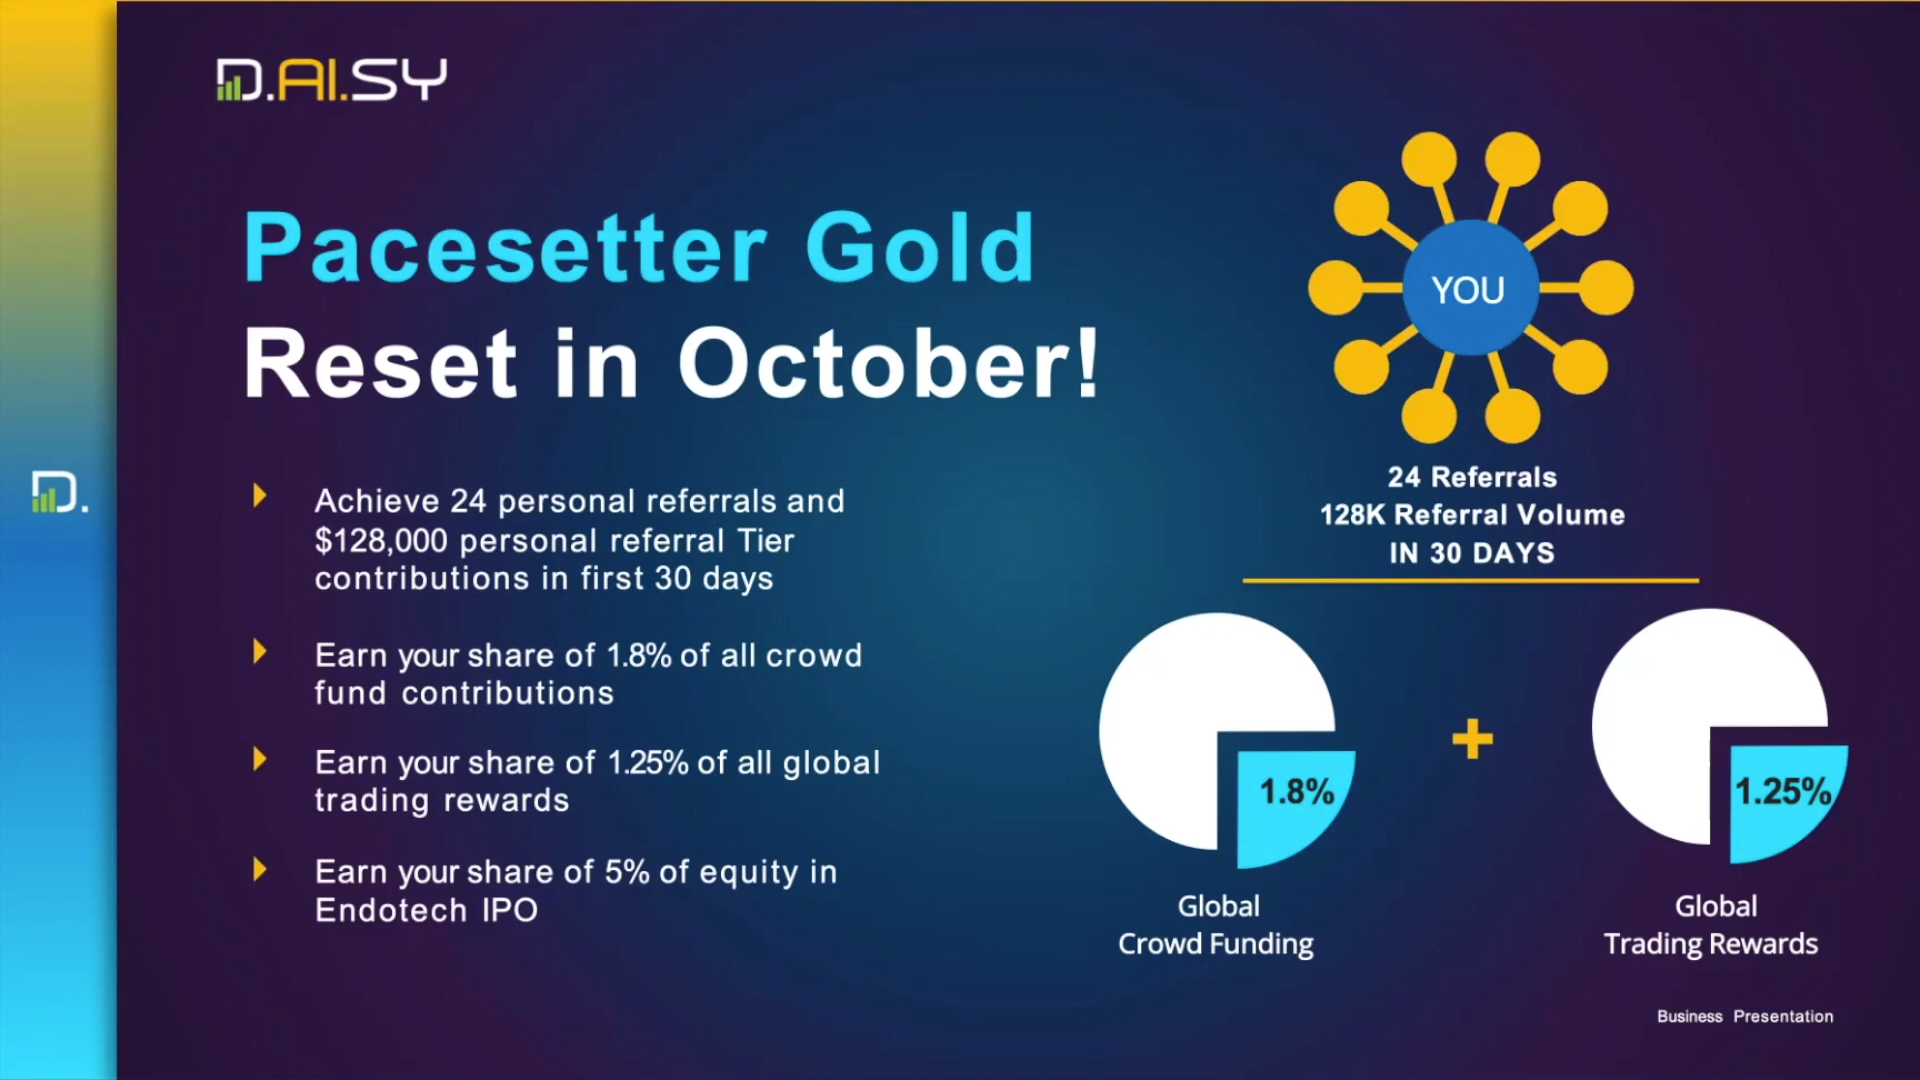 D.AI.SY
Pacesetter Gold
Reset in October!
Achieve 24 personal referrals and
$128,000 personal referral Tier
contributions in first 30 days
Earn your share of 1.8% of all crowd
fund contributions
Earn your share of 1.25% of all global
trading rewards
Earn your share of 5% of equity in
Endotech IPO
D.
YOU
24 Referrals
128K Referral Volume
IN 30 DAYS
1.8%
+
1.25%
Global
Crowd Funding
Global
Trading Rewards
Business Presentation